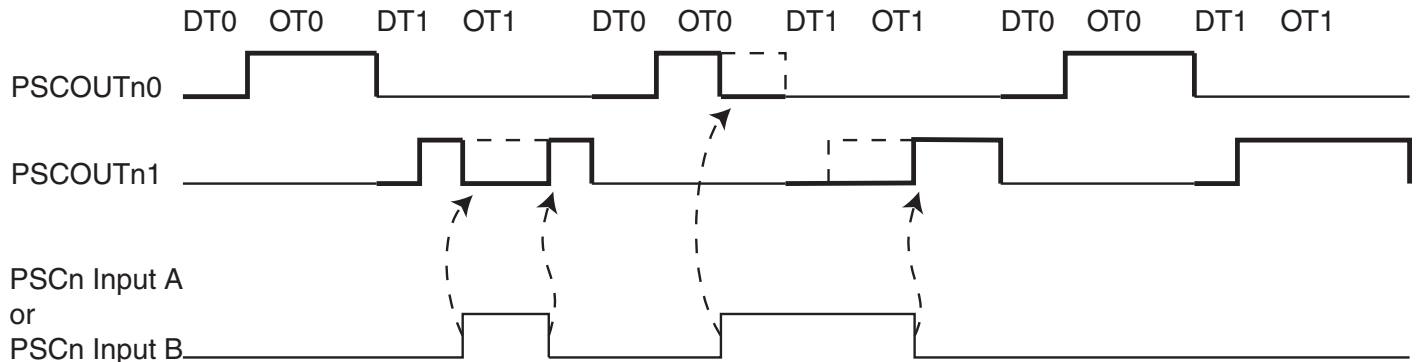 DT0 OT0 DT1 OT1 DT0 OT0 DT1 OT1 DT0 OT0 DT1 OT1
PSCOUTn0
PSCOUTn1
PSCn Input A
or
PSCn Input B